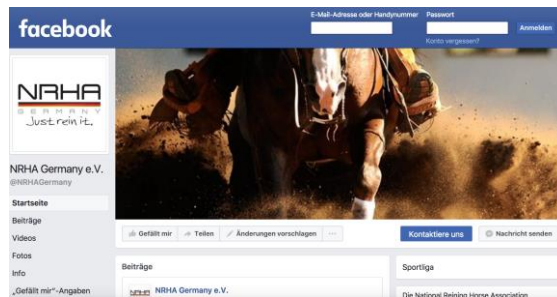 facebook
E-Mail-Adresse oder Handynummer
Passwort
Anmelden
Konto vergessen?
NRHA
GERMANY
Just rein it.
NRHA Germany e.V.
@NRHAGermany
Startseite
Beiträge
Videos
Fotos
Info
„Gefällt mir“-Angaben
Gefällt mir
Teilen
Änderungen vorschlagen
...
Kontaktiere uns
Nachricht senden
Beiträge
NRHA
NRHA Germany e.V.
Sportliga
Die National Reining Horse Association